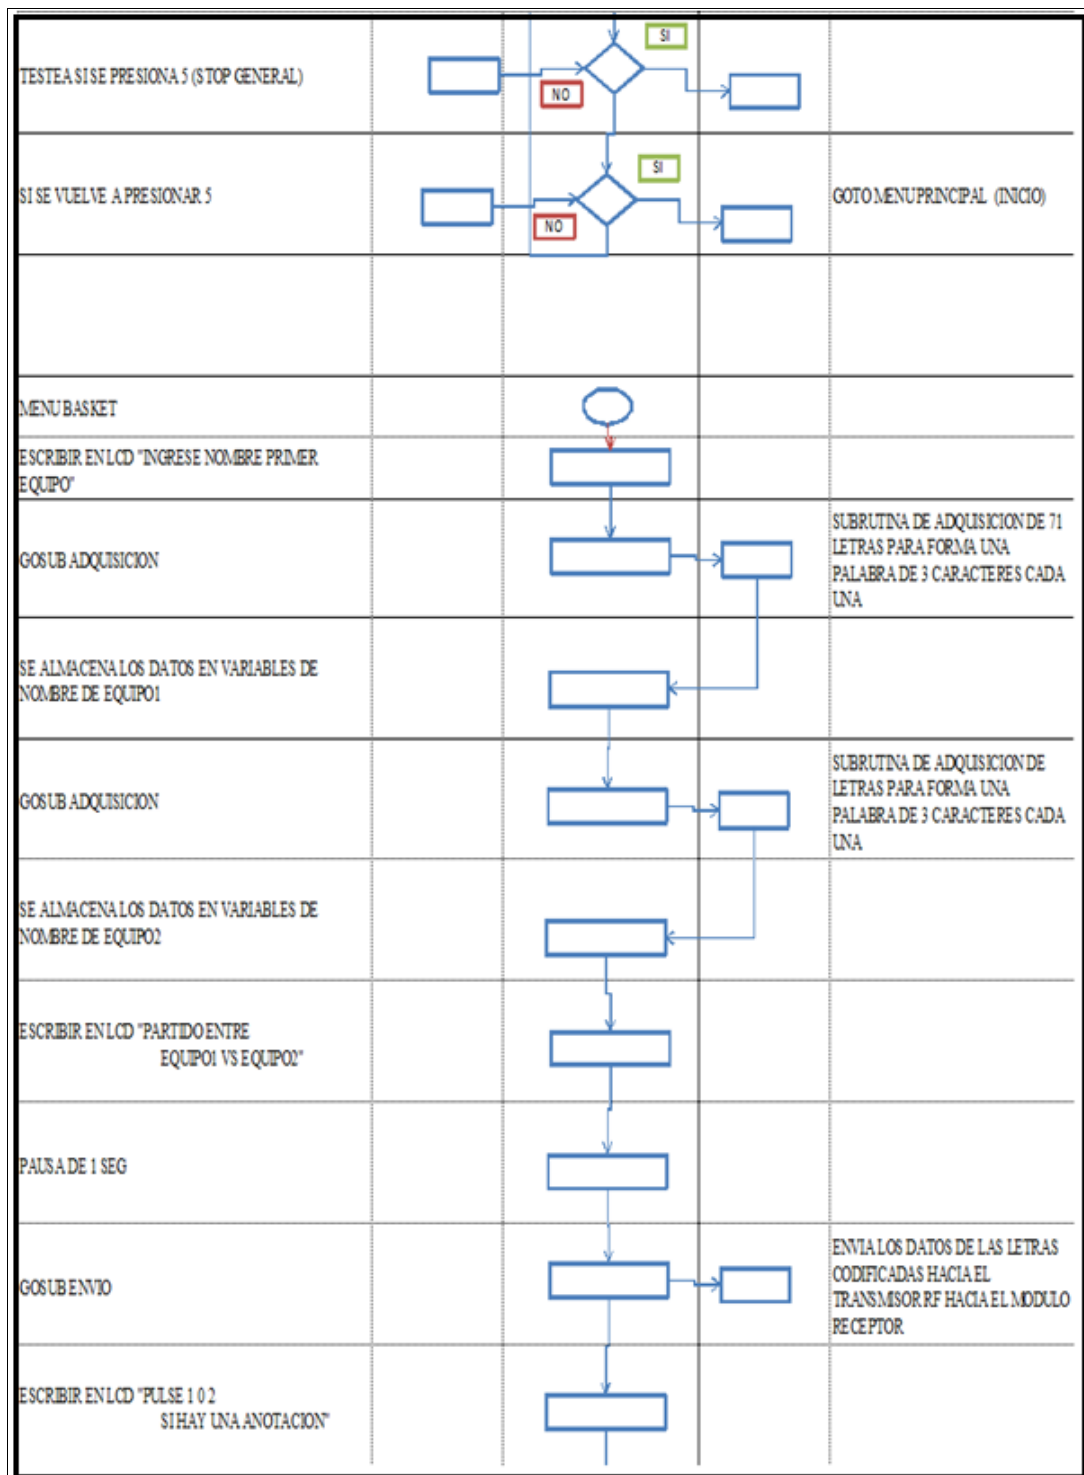 SI
TESTEA SI SE PRESIONA 5 (STOP GENERAL)
NO
SI
SI SE VUELVE A PRESIONAR 5
GOTO MENU PRINCIPAL (INICIO)
NO
MENU BASKET
ESCRIBIR EN LCD "INGRESE NOMBRE PRIMER
EQUIPO"
GOSUB ADQUISICION
SUBRUTINA DE ADQUISICION DE 71
LETRAS PARA FORMA UNA
PALABRA DE 3 CARACTERES CADA
UNA
SE ALMACENA LOS DATOS EN VARIABLES DE
NOMBRE DE EQUIPO1
GOSUB ADQUISICION
SUBRUTINA DE ADQUISICION DE
LETRAS PARA FORMA UNA
PALABRA DE 3 CARACTERES CADA
UNA
SE ALMACENA LOS DATOS EN VARIABLES DE
NOMBRE DE EQUIPO2
ESCRIBIR EN LCD "PARTIDO ENTRE
EQUIPO1 VS EQUIPO2"
PAUSA DE 1 SEG
GOSUB ENVIO
ENVIA LOS DATOS DE LAS LETRAS
CODIFICADAS HACIA EL
TRANSMISOR RF HACIA EL MODULO
RECEPTOR
ESCRIBIR EN LCD "PULSE 1 0 2
SI HAY UNA ANOTACION"